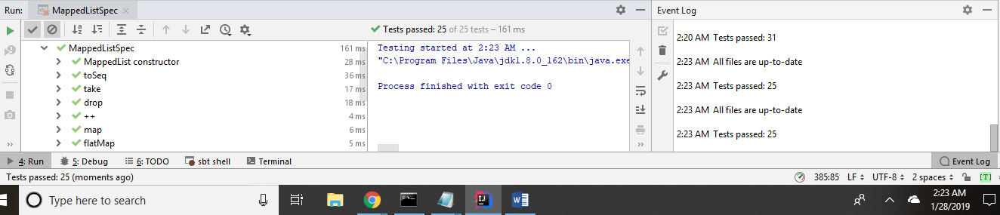 Run: MappedListSpec
Tests passed: 25 of 25 tests – 161 ms
MappedListSpec 161 ms
MappedList constructor 28 ms
toSeq 36 ms
take 17 ms
drop 18 ms
++ 4 ms
map 6 ms
flatMap 5 ms
Testing started at 2:23 AM ...
"C:\Program Files\Java\jdk1.8.0_162\bin\java.exe
Process finished with exit code 0
Event Log
2:20 AM Tests passed: 31
2:23 AM All files are up-to-date
2:23 AM Tests passed: 25
2:23 AM All files are up-to-date
2:23 AM Tests passed: 25
4: Run 5: Debug 6: TODO sbt shell Terminal Event Log
Tests passed: 25 (moments ago) 385:85 LF UTF-8 2 spaces [T]
Type here to search
2:23 AM
1/28/2019